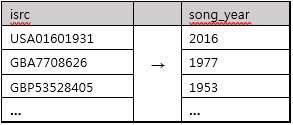 isrc song_year
USA01601931 2016
GBA7708626 → 1977
GBP53528405 1953
... ...